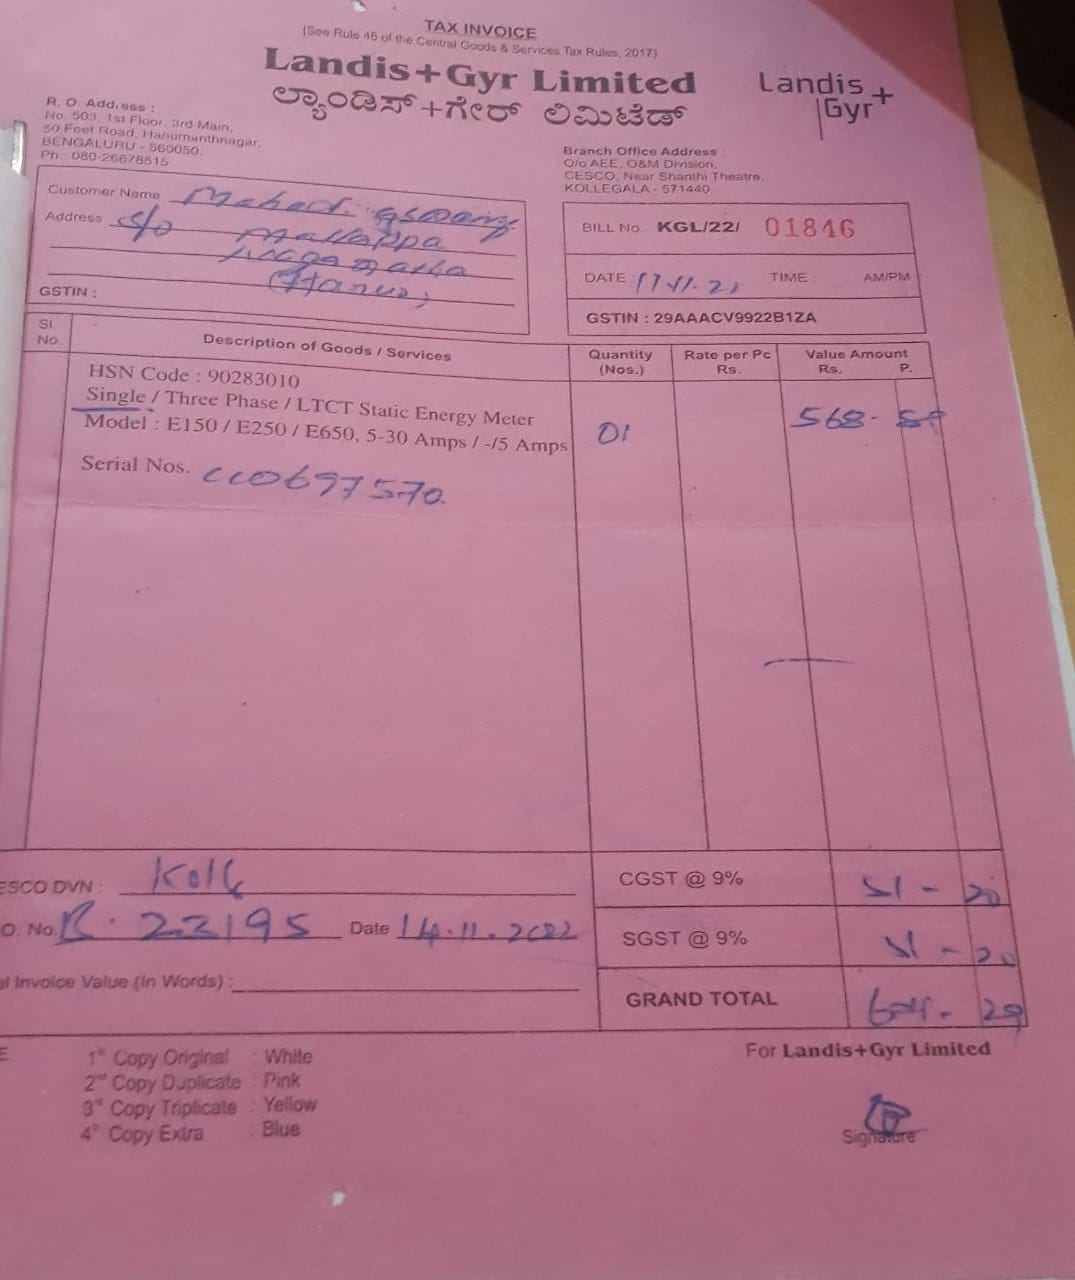 TAX INVOICE
(See Rule 46 of the Central Goods & Services Tax Rules, 2017)
Landis+Gyr Limited
ಲ್ಯಾಂಡಿಸ್+ಗೇರ್ ಲಿಮಿಟೆಡ್
Landis+
Gyr
R. O. Address :
No. 503, 1st Floor, 3rd Main,
50 Feet Road, Hanumanthnagar,
BENGALURU - 560050.
Ph.: 080-26678515
Branch Office Address :
O/o AEE, O&M Division,
CESCO, Near Shanthi Theatre,
KOLLEGALA - 571440.
Customer Name
Address S/o Mallappa
GSTIN :
BILL No. KGL/22/ 01846
DATE : TIME : AM/PM
GSTIN : 29AAACV9922B1ZA
Sl. No. Description of Goods / Services Quantity (Nos.) Rate per Pc Rs. Value Amount Rs. P.
HSN Code : 90283010
Single / Three Phase / LTCT Static Energy Meter
Model : E150 / E250 / E650, 5-30 Amps / -/5 Amps 01 568-
Serial Nos. CC0697570.
ESCO DVN :
O. No. 22195 Date 14.11.2022
al Invoice Value (In Words) :
CGST @ 9% 51 - 20
SGST @ 9% 51 - 20
GRAND TOTAL
E
1st Copy Original : White
2nd Copy Duplicate : Pink
3rd Copy Triplicate : Yellow
4th Copy Extra : Blue
For Landis+Gyr Limited
Signature